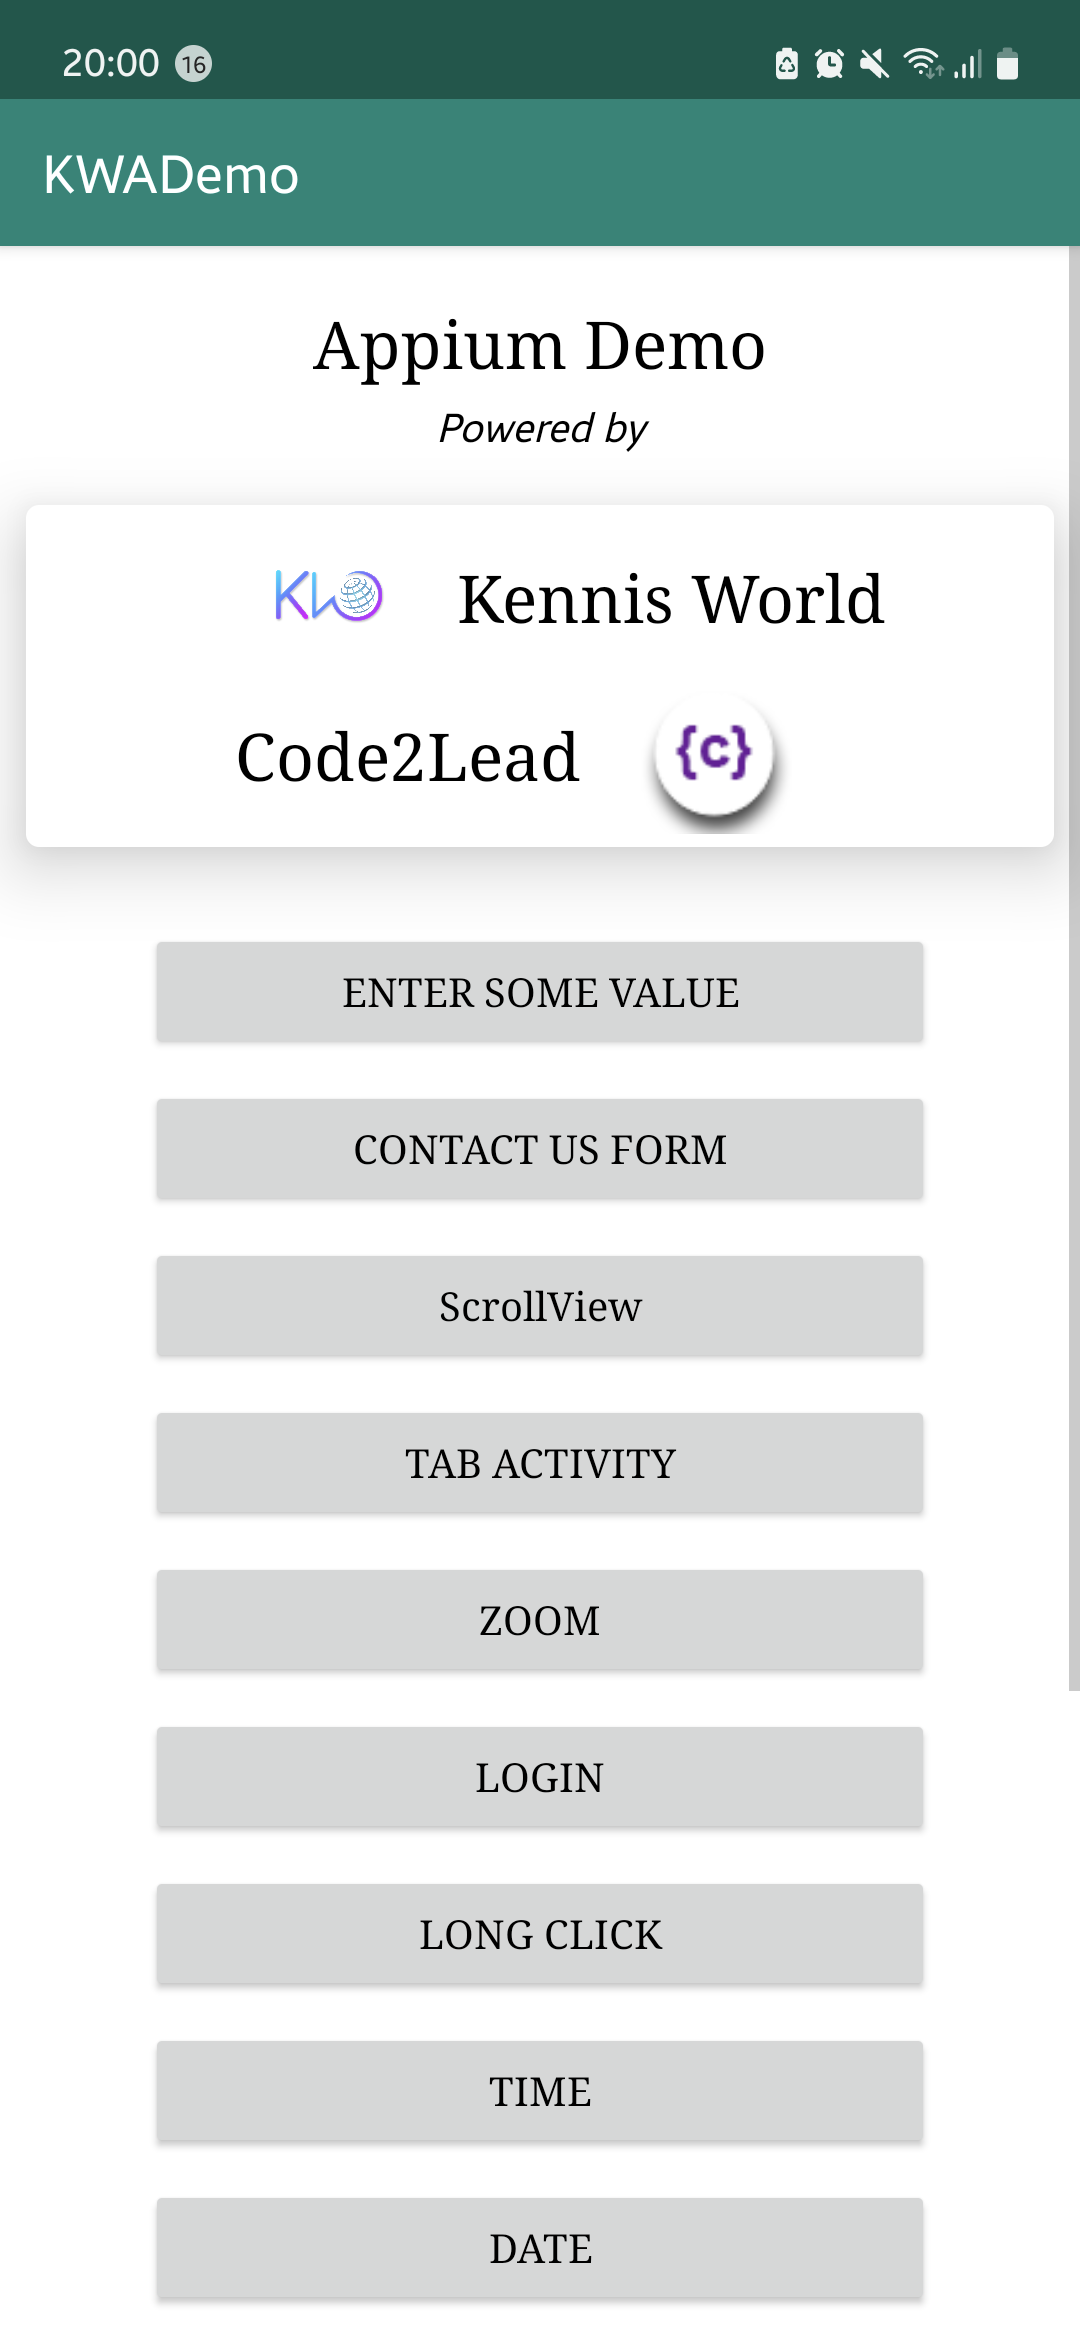 20:00 16
KWADemo
Appium Demo
Powered by
Kennis World
Code2Lead {c}
ENTER SOME VALUE
CONTACT US FORM
ScrollView
TAB ACTIVITY
ZOOM
LOGIN
LONG CLICK
TIME
DATE